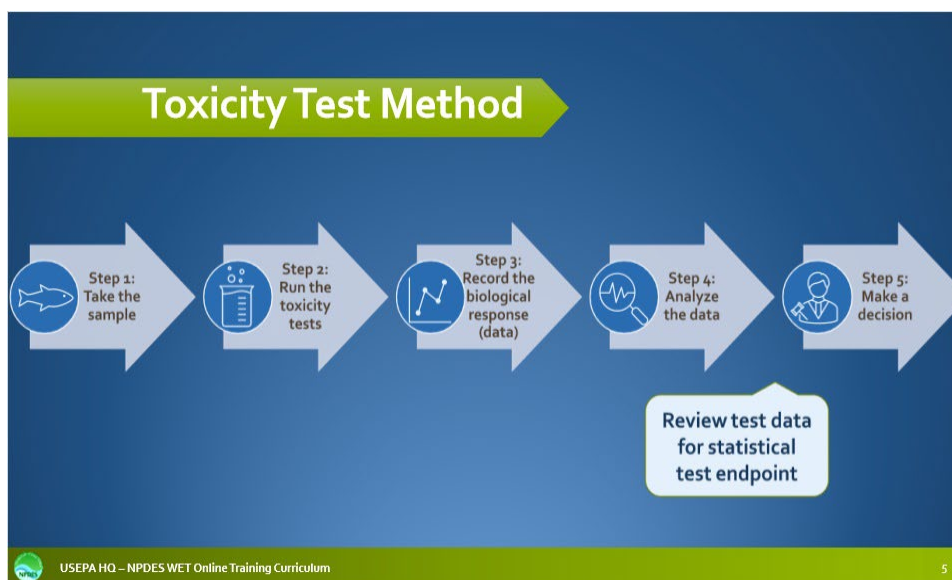 Toxicity Test Method
Step 1:
Take the
sample
Step 2:
Run the
toxicity
tests
Step 3:
Record the
biological
response
(data)
Step 4:
Analyze
the data
Step 5:
Make a
decision
Review test data
for statistical
test endpoint
NPDES
USEPA HQ – NPDES WET Online Training Curriculum
5